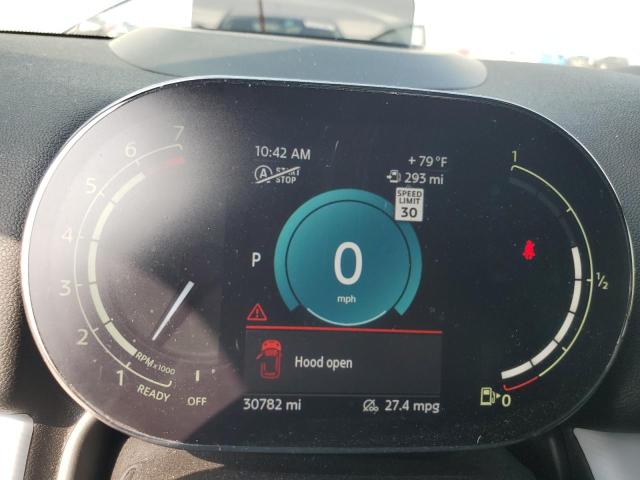 10:42 AM
+ 79 °F
A START STOP
293 mi
SPEED LIMIT 30
7
6
5
4
3
2
1
RPM x1000
READY
OFF
P
0
mph
1
1/2
0
Hood open
30782 mi
27.4 mpg